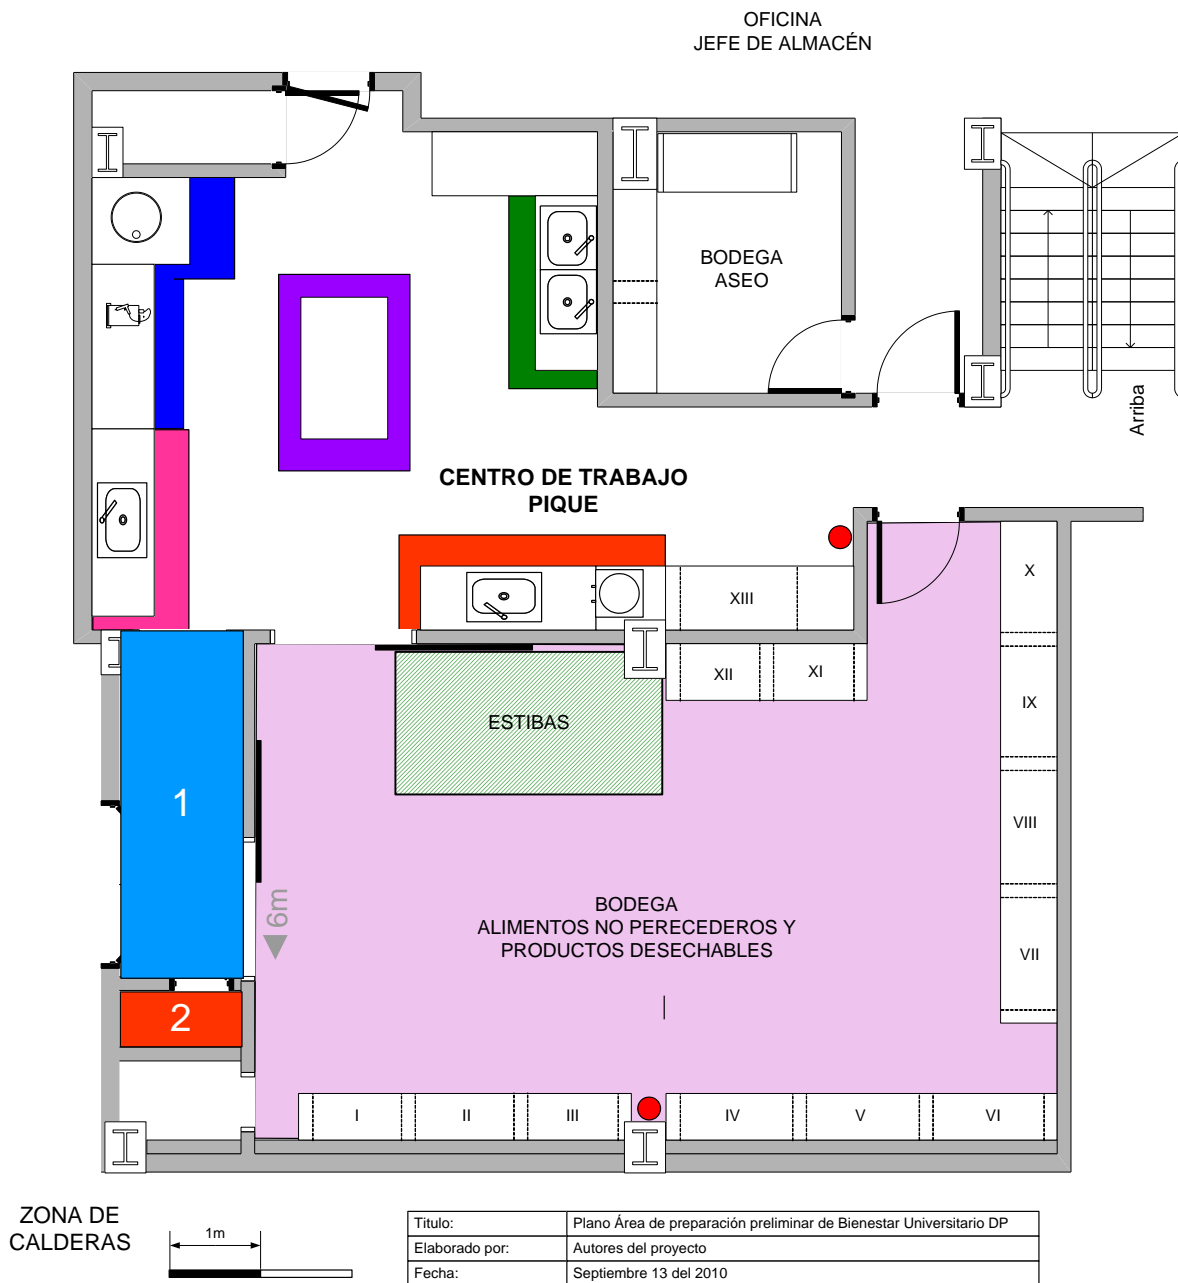 OFICINA
JEFE DE ALMACÉN
BODEGA
ASEO
Arriba
CENTRO DE TRABAJO
PIQUE
XIII
X
XII
XI
IX
ESTIBAS
1
VIII
6m
BODEGA
ALIMENTOS NO PERECEDEROS Y
PRODUCTOS DESECHABLES
VII
2
I
II
III
IV
V
VI
ZONA DE
CALDERAS
1m
Titulo: Plano Área de preparación preliminar de Bienestar Universitario DP
Elaborado por: Autores del proyecto
Fecha: Septiembre 13 del 2010